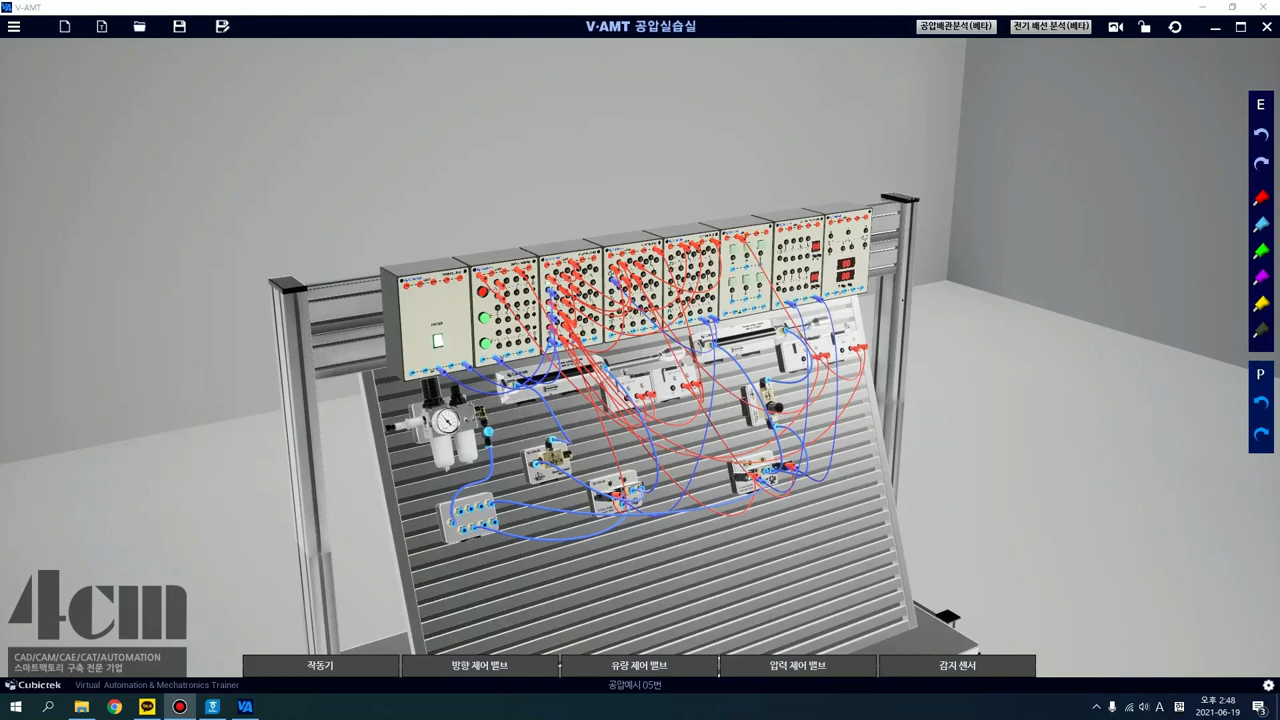 V-AMT
V·AMT 공압실습실
공압배관분석(베타)
전기 배선 분석(베타)
E
P
4cm
CAD/CAM/CAE/CAT/AUTOMATION
스마트팩토리 구축 전문 기업
작동기
방향 제어 밸브
유량 제어 밸브
압력 제어 밸브
감지 센서
Cubictek
Virtual Automation & Mechatronics Trainer
공압예시 05번
TALK
VA
A
오후 2:48
2021-06-19
3